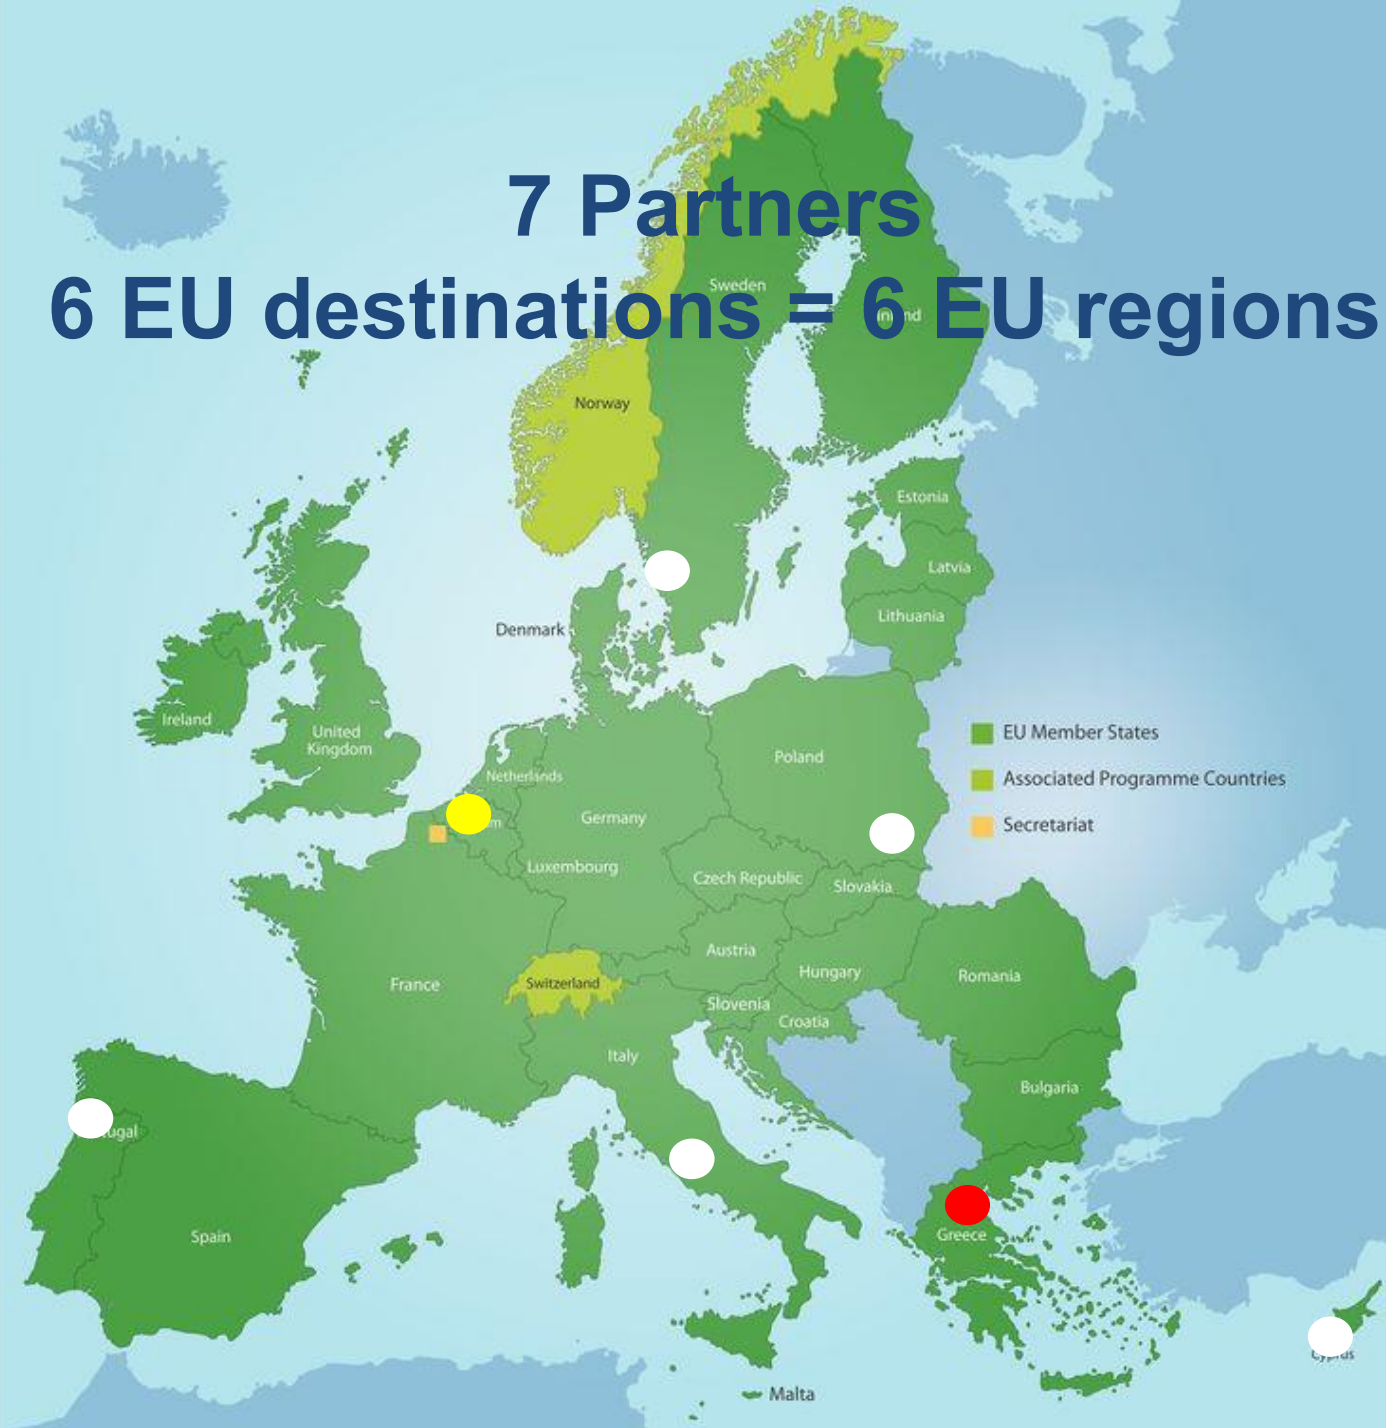 7 Partners
6 EU destinations = 6 EU regions
Sweden
Norway
Estonia
Latvia
Lithuania
Denmark
Ireland
United
Kingdom
Netherlands
Poland
EU Member States
Associated Programme Countries
Secretariat
Germany
Luxembourg
Czech Republic
Slovakia
Austria
Hungary
Romania
France
Switzerland
Slovenia
Croatia
Italy
Bulgaria
Spain
Greece
Cyprus
Malta